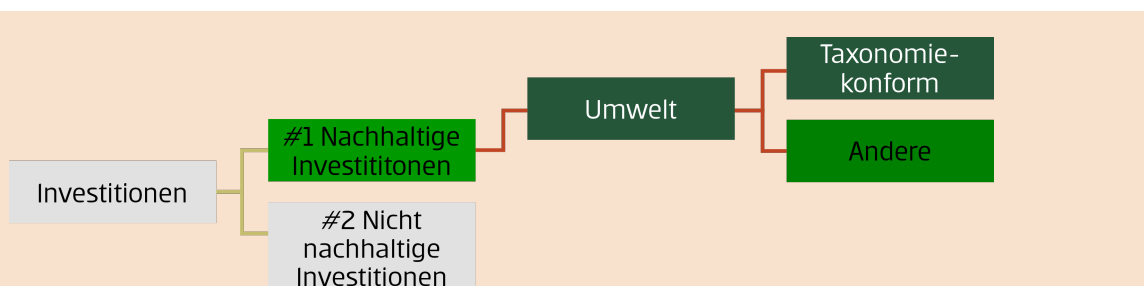 Investitionen
#1 Nachhaltige
Investititonen
#2 Nicht
nachhaltige
Investitionen
Umwelt
Taxonomie-
konform
Andere